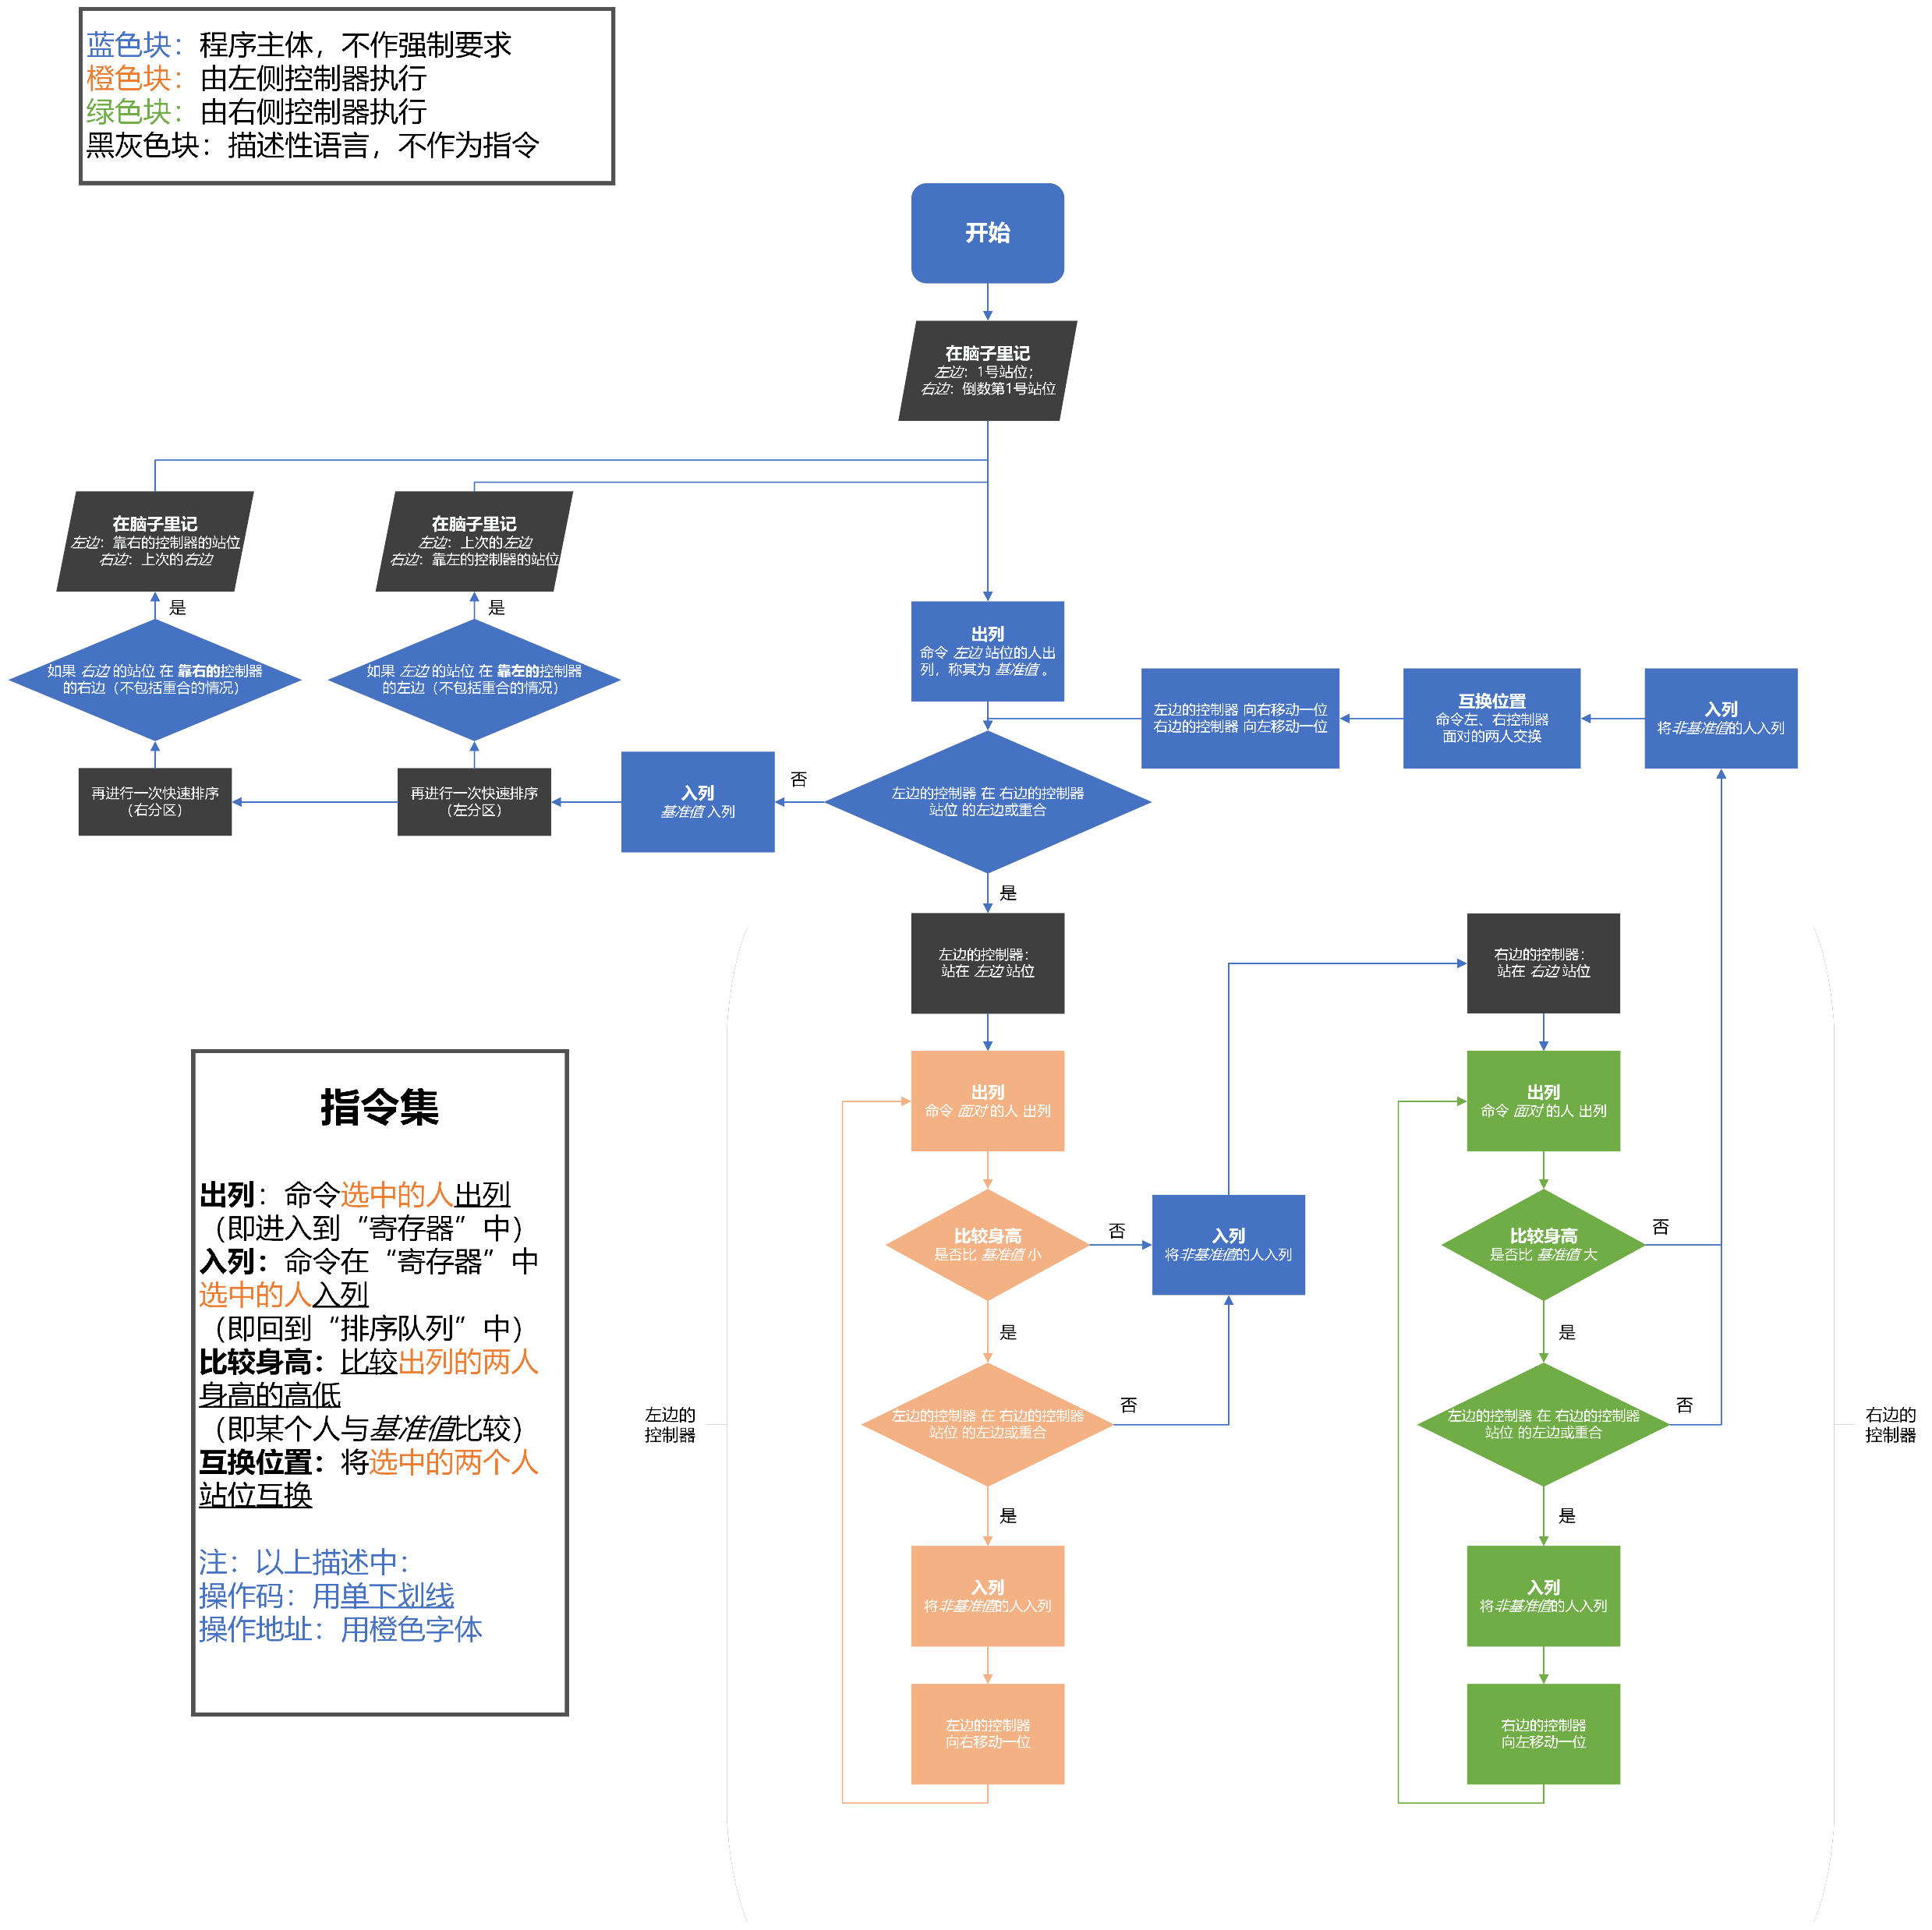 蓝色块：程序主体，不作强制要求
橙色块：由左侧控制器执行
绿色块：由右侧控制器执行
黑灰色块：描述性语言，不作为指令
开始
在脑子里记
左边：1号站位；
右边：倒数第1号站位
在脑子里记
左边：靠右的控制器的站位
右边：上次的右边
在脑子里记
左边：上次的左边
右边：靠左的控制器的站位
是
是
出列
命令 左边 站位的人出
列，称其为 基准值 。
如果 右边 的站位 在 靠右的控制器
的右边（不包括重合的情况）
如果 左边 的站位 在 靠左的控制器
的左边（不包括重合的情况）
左边的控制器 向右移动一位
右边的控制器 向左移动一位
互换位置
命令左、右控制器
面对的两人交换
入列
将非基准值的人入列
再进行一次快速排序
（右分区）
再进行一次快速排序
（左分区）
入列
基准值 入列
否
左边的控制器 在 右边的控制器
站位 的左边或重合
是
左边的控制器：
站在 左边 站位
右边的控制器：
站在 右边 站位
出列
命令 面对 的人 出列
出列
命令 面对 的人 出列
比较身高
是否比 基准值 小
否
入列
将非基准值的人入列
比较身高
是否比 基准值 大
否
是
是
左边的控制器 在 右边的控制器
站位 的左边或重合
否
左边的控制器 在 右边的控制器
站位 的左边或重合
否
左边的
控制器
右边的
控制器
是
是
入列
将非基准值的人入列
入列
将非基准值的人入列
左边的控制器
向右移动一位
右边的控制器
向左移动一位
指令集
出列：命令选中的人出列
（即进入到“寄存器”中）
入列：命令在“寄存器”中
选中的人入列
（即回到“排序队列”中）
比较身高：比较出列的两人
身高的高低
（即某个人与基准值比较）
互换位置：将选中的两个人
站位互换
注：以上描述中：
操作码：用单下划线
操作地址：用橙色字体